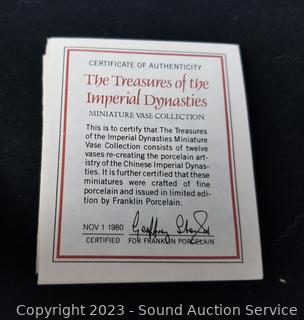 CERTIFICATE OF AUTHENTICITY
The Treasures of the
Imperial Dynasties
MINIATURE VASE COLLECTION
This is to certify that The Treasures
of the Imperial Dynasties Miniature
Vase Collection consists of twelve
vases re-creating the porcelain art-
istry of the Chinese Imperial Dynas-
ties. It is further certified that these
miniatures were crafted of fine
porcelain and issued in limited edi-
tion by Franklin Porcelain.
NOV 1 1980
CERTIFIED FOR FRANKLIN PORCELAIN
Copyright 2023 - Sound Auction Service